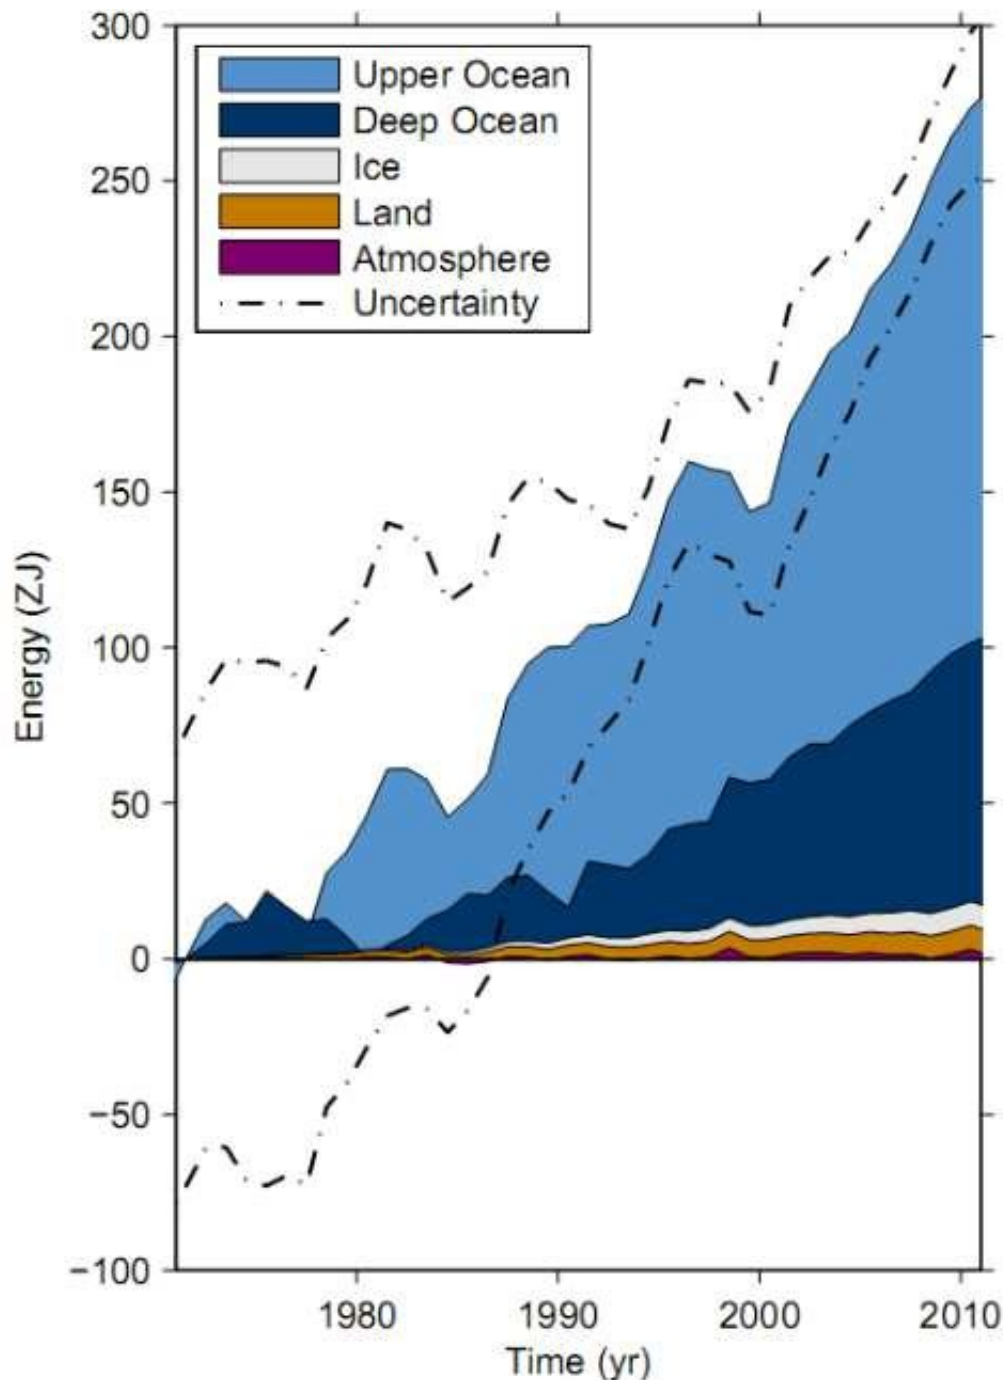 300
250
200
150
100
50
0
−50
−100
Energy (ZJ)
Upper Ocean
Deep Ocean
Ice
Land
Atmosphere
Uncertainty
1980 1990 2000 2010
Time (yr)